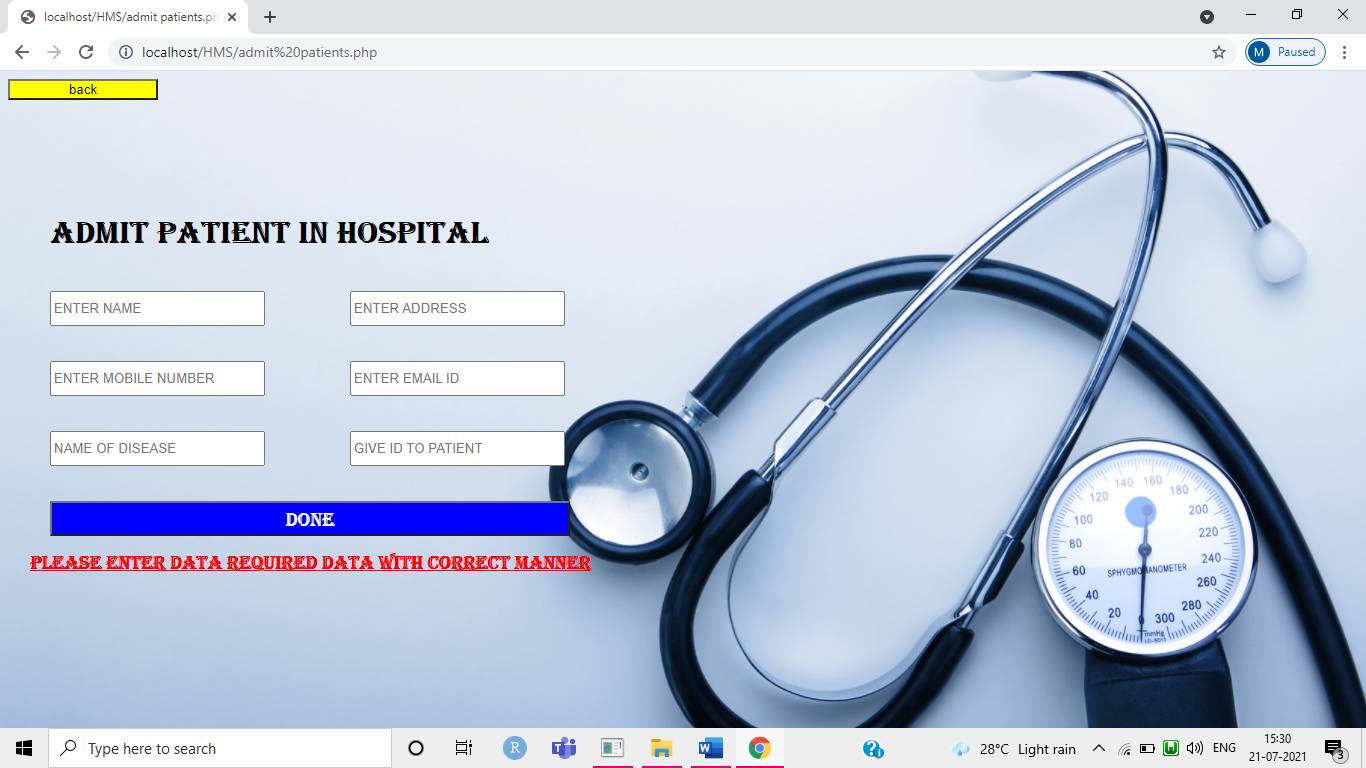 localhost/HMS/admit patients.ph
localhost/HMS/admit%20patients.php
M Paused
back
ADMIT PATIENT IN HOSPITAL
ENTER NAME ENTER ADDRESS
ENTER MOBILE NUMBER ENTER EMAIL ID
NAME OF DISEASE GIVE ID TO PATIENT
DONE
PLEASE ENTER DATA REQUIRED DATA WITH CORRECT MANNER
140 160
120 180
100 200
80 220
60 240
SPHYGMOMANOMETER
40 260
20 0 300 280
mmHg
Type here to search
R
T
W
28°C Light rain
ENG
15:30
21-07-2021
3